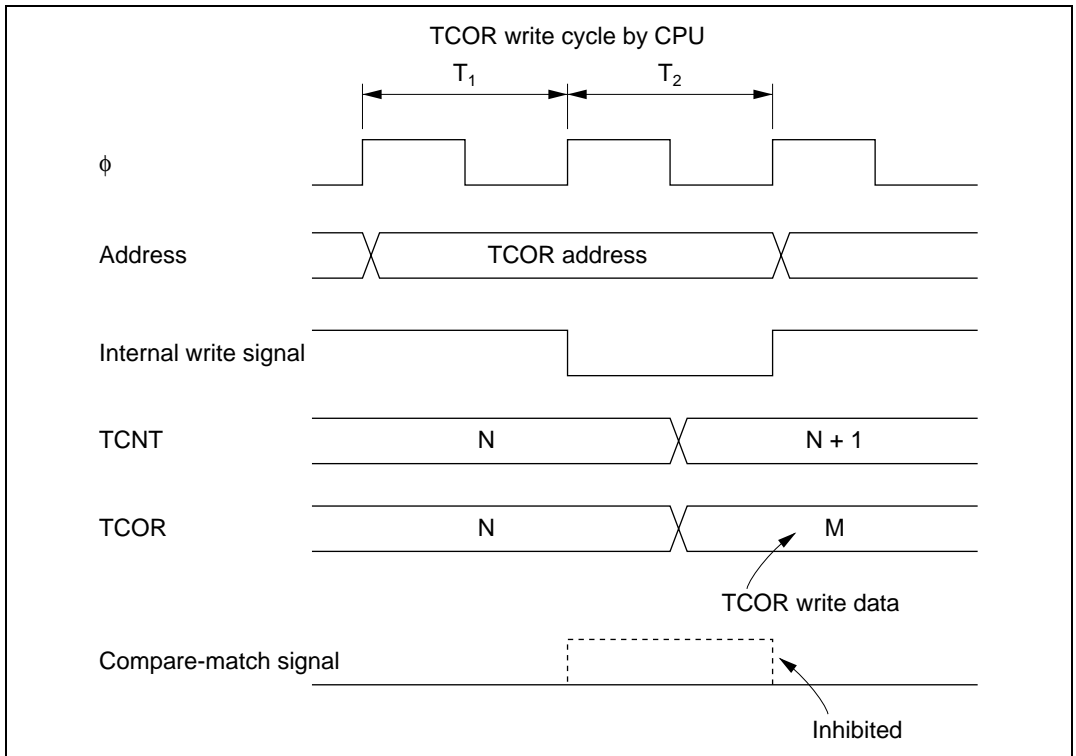 TCOR write cycle by CPU
T1 T2
ϕ
Address TCOR address
Internal write signal
TCNT N N + 1
TCOR N M
TCOR write data
Compare-match signal
Inhibited